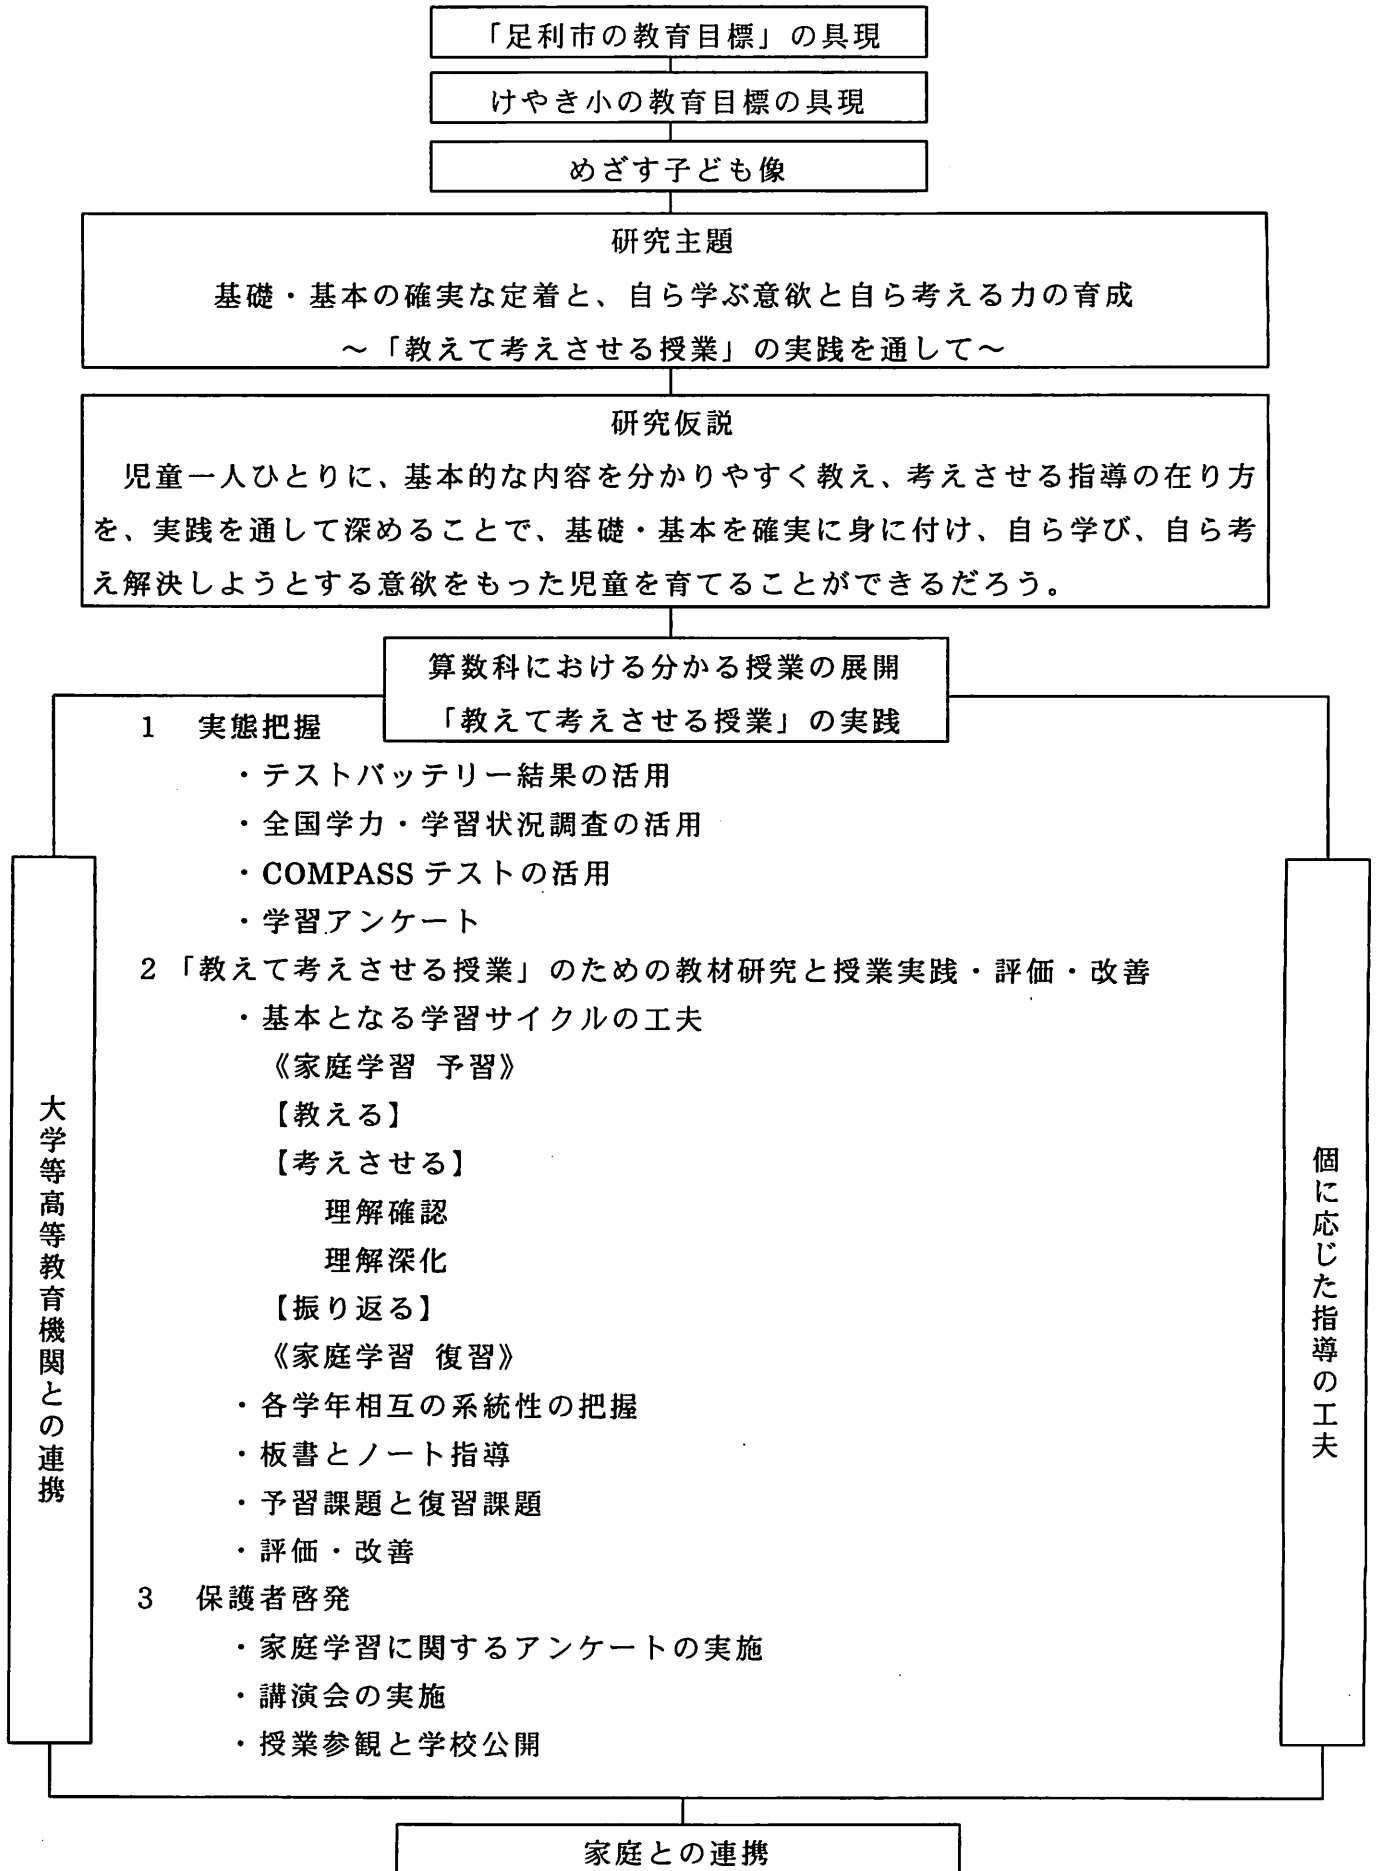 「足利市の教育目標」の具現
けやき小の教育目標の具現
めざす子ども像
研究主題
基礎・基本の確実な定着と、自ら学ぶ意欲と自ら考える力の育成
～「教えて考えさせる授業」の実践を通して～
研究仮説
児童一人ひとりに、基本的な内容を分かりやすく教え、考えさせる指導の在り方
を、実践を通して深めることで、基礎・基本を確実に身に付け、自ら学び、自ら考
え解決しようとする意欲をもった児童を育てることができるだろう。
算数科における分かる授業の展開
「教えて考えさせる授業」の実践
1 実態把握
・テストバッテリー結果の活用
・全国学力・学習状況調査の活用
・COMPASS テストの活用
・学習アンケート
2 「教えて考えさせる授業」のための教材研究と授業実践・評価・改善
・基本となる学習サイクルの工夫
《家庭学習 予習》
【教える】
【考えさせる】
理解確認
理解深化
【振り返る】
《家庭学習 復習》
・各学年相互の系統性の把握
・板書とノート指導
・予習課題と復習課題
・評価・改善
3 保護者啓発
・家庭学習に関するアンケートの実施
・講演会の実施
・授業参観と学校公開
大学等高等教育機関との連携
個に応じた指導の工夫
家庭との連携